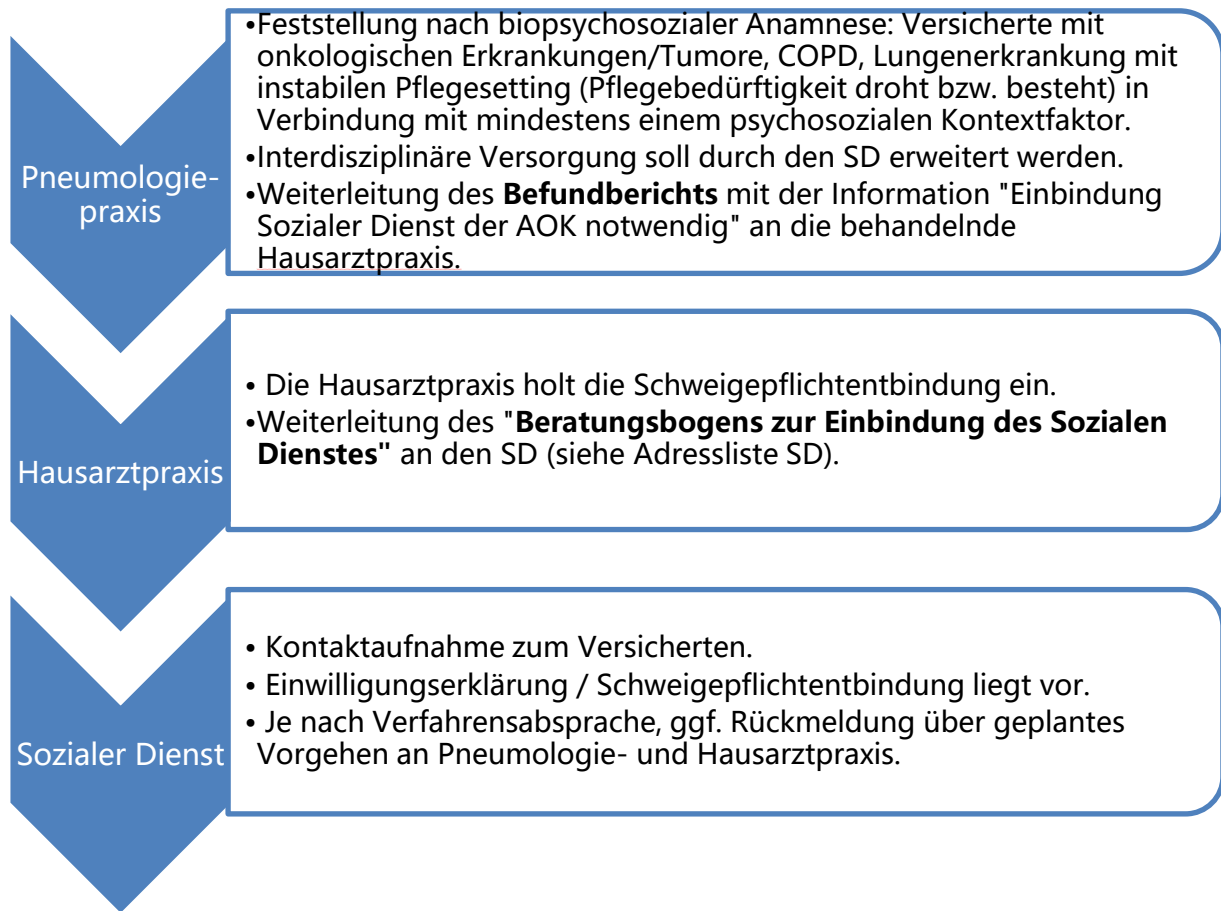 Pneumologie-
praxis
•Feststellung nach biopsychosozialer Anamnese: Versicherte mit
onkologischen Erkrankungen/Tumore, COPD, Lungenerkrankung mit
instabilen Pflegesetting (Pflegebedürftigkeit droht bzw. besteht) in
Verbindung mit mindestens einem psychosozialen Kontextfaktor.
•Interdisziplinäre Versorgung soll durch den SD erweitert werden.
•Weiterleitung des Befundberichts mit der Information "Einbindung
Sozialer Dienst der AOK notwendig" an die behandelnde
Hausarztpraxis.
Hausarztpraxis
• Die Hausarztpraxis holt die Schweigepflichtentbindung ein.
•Weiterleitung des "Beratungsbogens zur Einbindung des Sozialen
Dienstes" an den SD (siehe Adressliste SD).
Sozialer Dienst
• Kontaktaufnahme zum Versicherten.
• Einwilligungserklärung / Schweigepflichtentbindung liegt vor.
• Je nach Verfahrensabsprache, ggf. Rückmeldung über geplantes
Vorgehen an Pneumologie- und Hausarztpraxis.